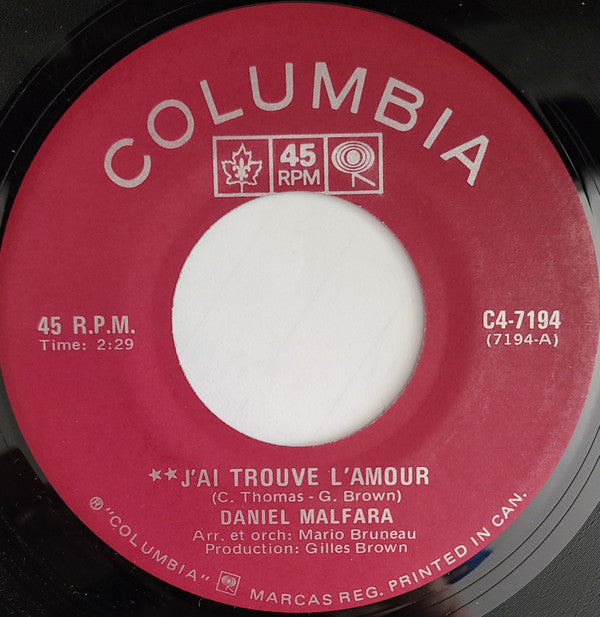 COLUMBIA
45
RPM
45 R.P.M.
Time: 2:29
C4-7194
(7194-A)
**J'AI TROUVE L'AMOUR
(C. Thomas - G. Brown)
DANIEL MALFARA
Arr. et orch: Mario Bruneau
Production: Gilles Brown
® "COLUMBIA" MARCAS REG. PRINTED IN CAN.